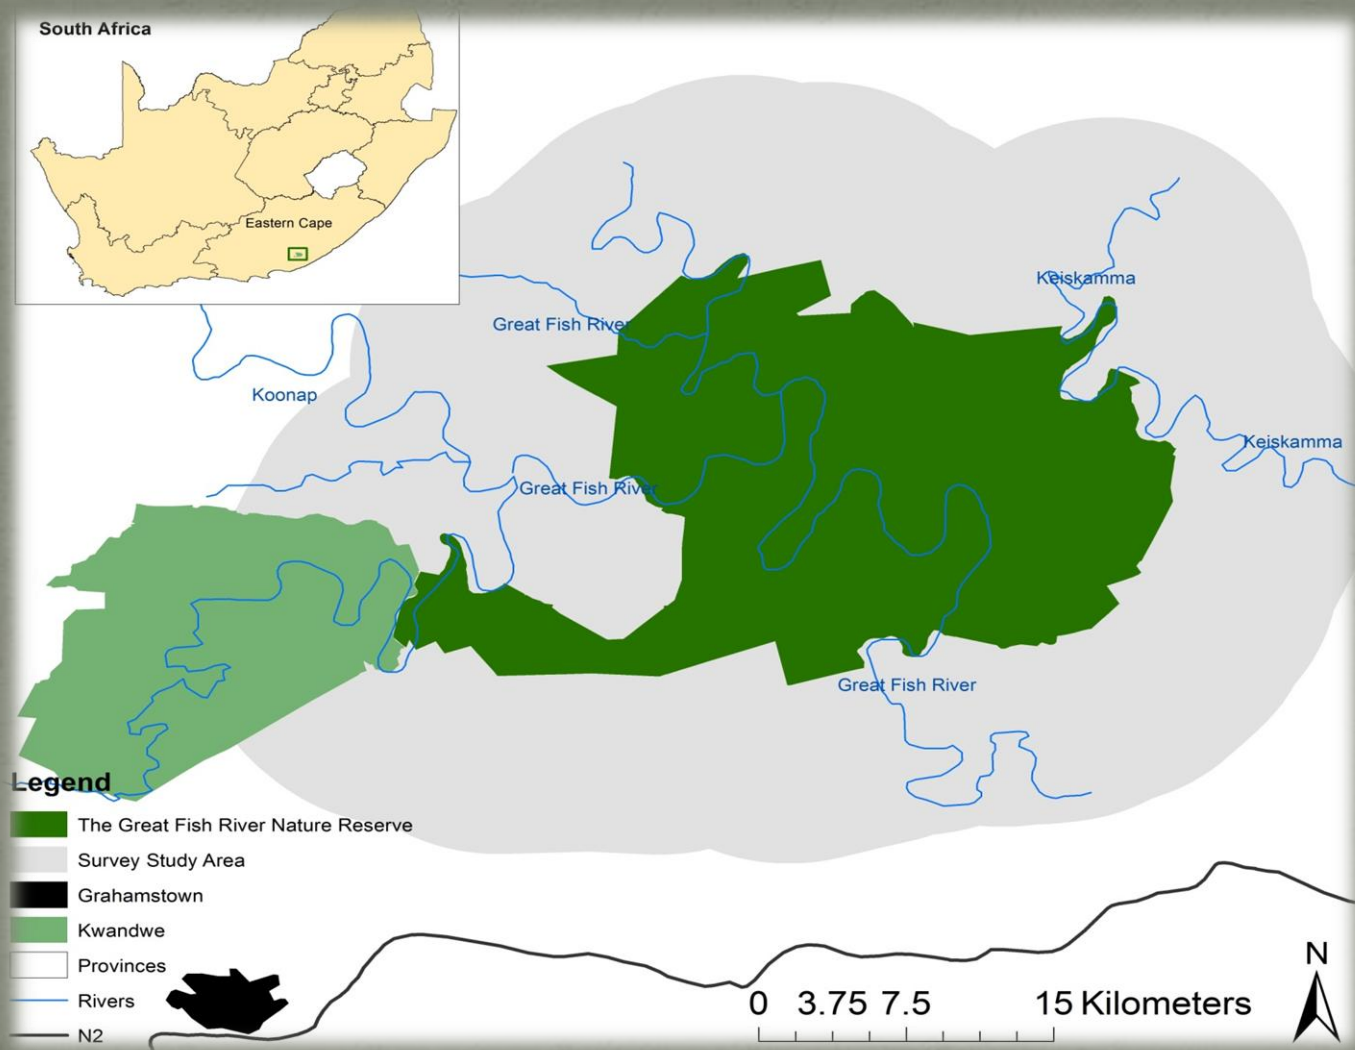 South Africa
Eastern Cape
Keiskamma
Great Fish River
Koonap
Keiskamma
Great Fish River
Great Fish River
Legend
The Great Fish River Nature Reserve
Survey Study Area
Grahamstown
Kwandwe
Provinces
Rivers
N2
N
0 3.75 7.5 15 Kilometers